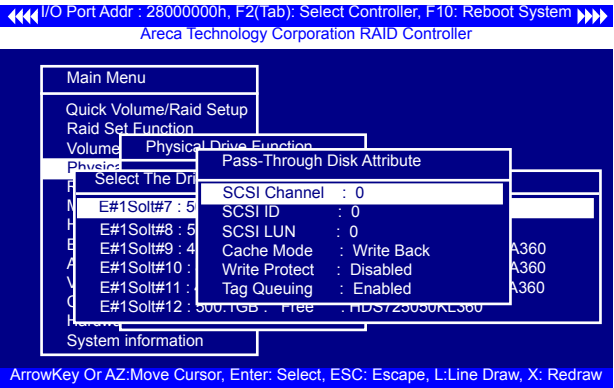 I/O Port Addr : 28000000h, F2(Tab): Select Controller, F10: Reboot System
Areca Technology Corporation RAID Controller
Main Menu
Quick Volume/Raid Setup
Raid Set Function
Volume
Physical Drive Function
Physica
Pass-Through Disk Attribute
Select The Dri
SCSI Channel : 0
SCSI ID : 0
SCSI LUN : 0
Cache Mode : Write Back
Write Protect : Disabled
Tag Queuing : Enabled
E#1Solt#7 : 5
E#1Solt#8 : 5
E#1Solt#9 : 4 A360
E#1Solt#10 : A360
E#1Solt#11 : A360
E#1Solt#12 : 500.1GB : Free : HDS725050KL360
System information
ArrowKey Or AZ:Move Cursor, Enter: Select, ESC: Escape, L:Line Draw, X: Redraw